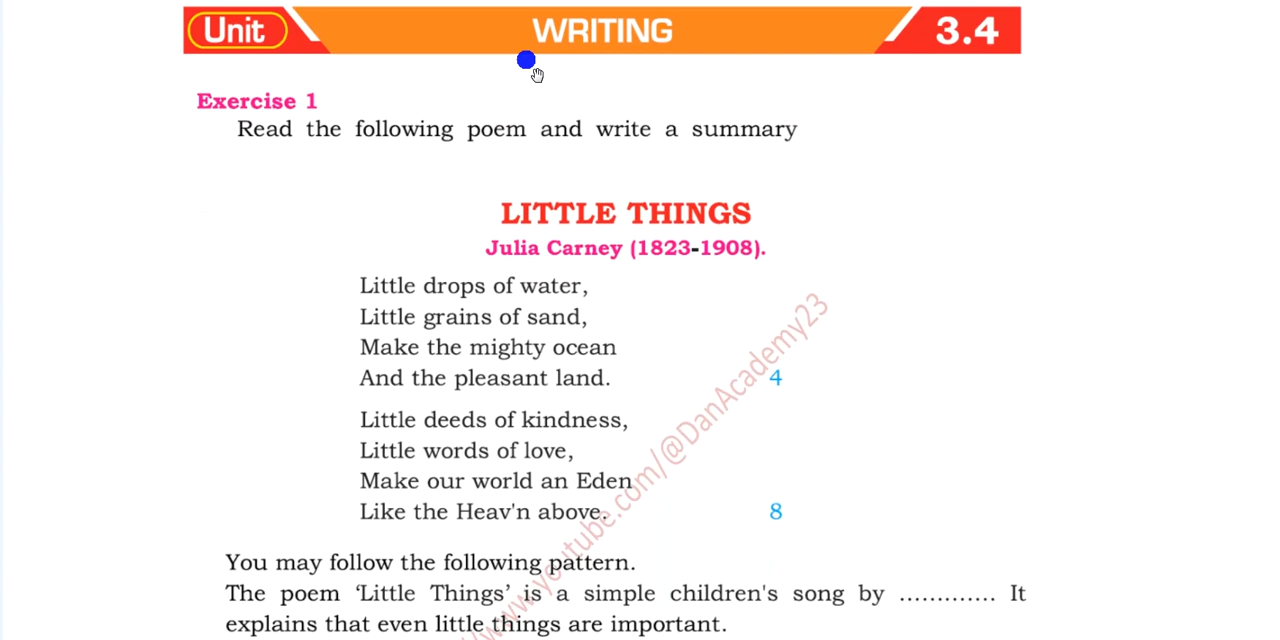 Unit WRITING 3.4
Exercise 1
Read the following poem and write a summary
LITTLE THINGS
Julia Carney (1823-1908).
Little drops of water,
Little grains of sand,
Make the mighty ocean
And the pleasant land. 4
Little deeds of kindness,
Little words of love,
Make our world an Eden
Like the Heav'n above. 8
You may follow the following pattern.
The poem ‘Little Things’ is a simple children's song by ............. It
explains that even little things are important.
www.youtube.com/@DanAcademy23